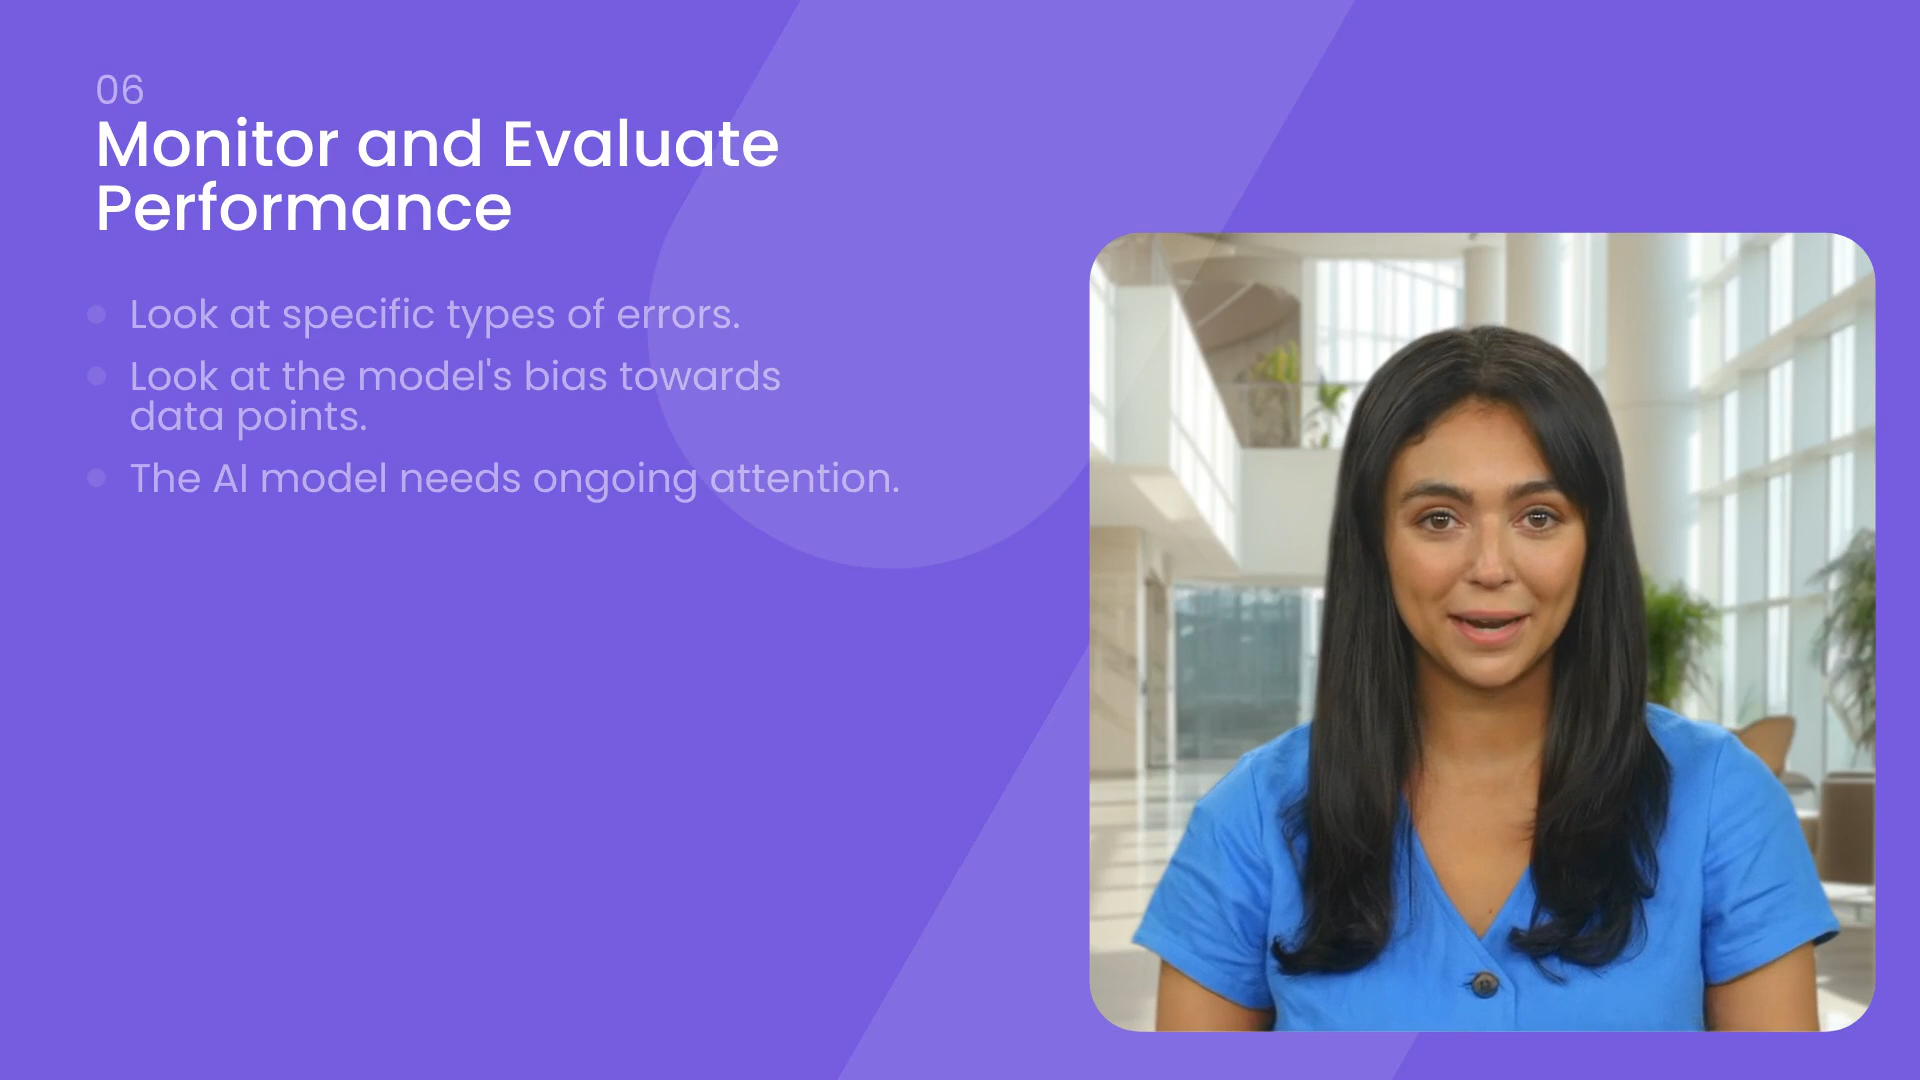 06
Monitor and Evaluate
Performance
Look at specific types of errors.
Look at the model's bias towards
data points.
The AI model needs ongoing attention.